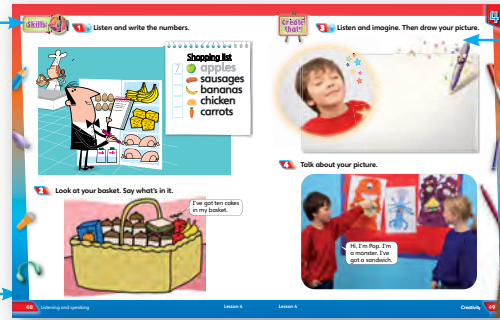 Skills
1 Listen and write the numbers.
Shopping list
7 apples
sausages
bananas
chicken
carrots
2 Look at your basket. Say what's in it.
I've got ten cakes
in my basket.
48 Listening and speaking
Lesson 4
Create
that!
3 Listen and imagine. Then draw your picture.
4 Talk about your picture.
Hi, I'm Pop. I'm
a monster. I've
got a sandwich.
Lesson 4
Creativity 49
4